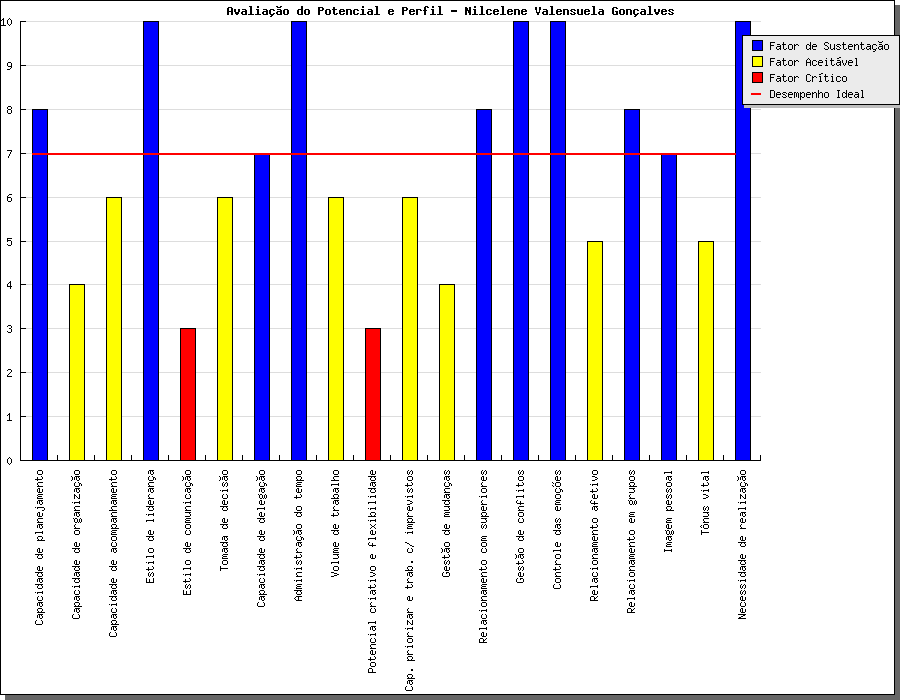 Avaliação do Potencial e Perfil - Nilcelene Valensuela Gonçalves
10
9
8
7
6
5
4
3
2
1
0
Fator de Sustentação
Fator Aceitável
Fator Crítico
Desempenho Ideal
Capacidade de planejamento
Capacidade de organização
Capacidade de acompanhamento
Estilo de liderança
Estilo de comunicação
Tomada de decisão
Capacidade de delegação
Administração do tempo
Volume de trabalho
Potencial criativo e flexibilidade
Cap. priorizar e trab. c/ imprevistos
Gestão de mudanças
Relacionamento com superiores
Gestão de conflitos
Controle das emoções
Relacionamento afetivo
Relacionamento em grupos
Imagem pessoal
Tônus vital
Necessidade de realização